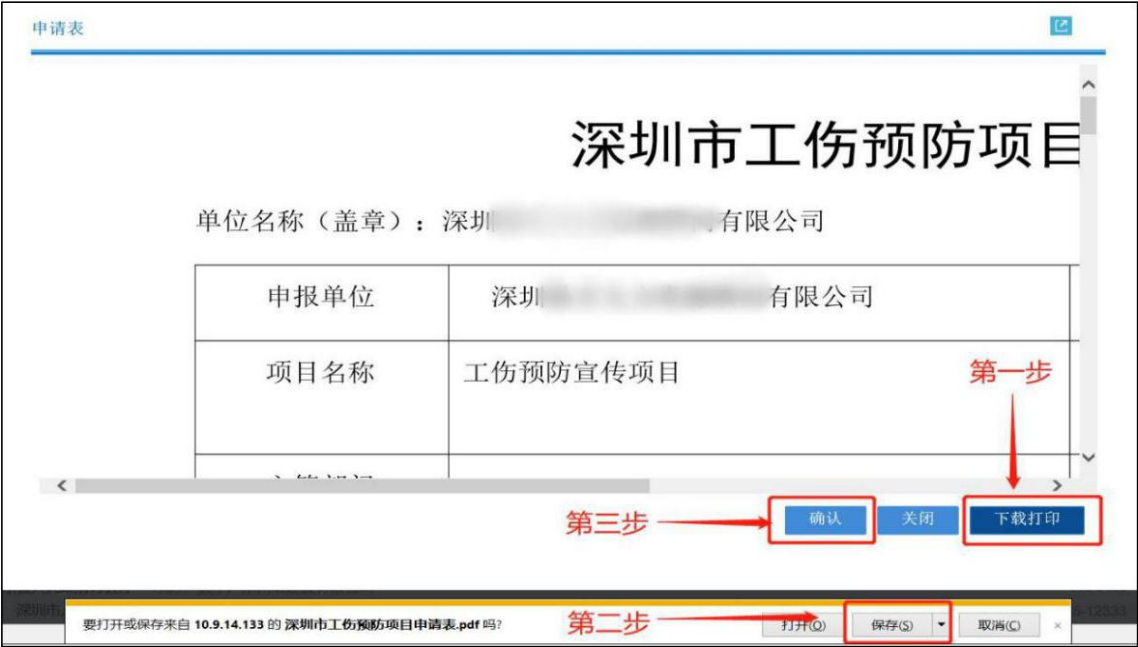 申请表
深圳市工伤预防项目
单位名称（盖章）：深圳 有限公司
申报单位 深圳 有限公司
项目名称 工伤预防宣传项目
第一步
第三步 确认 关闭 下载打印
深圳市 12333
要打开或保存来自 10.9.14.133 的 深圳市工伤预防项目申请表.pdf 吗? 第二步 打开(O) 保存(S) 取消(C) ×